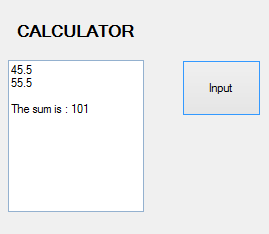 CALCULATOR
45.5
55.5
The sum is : 101
Input